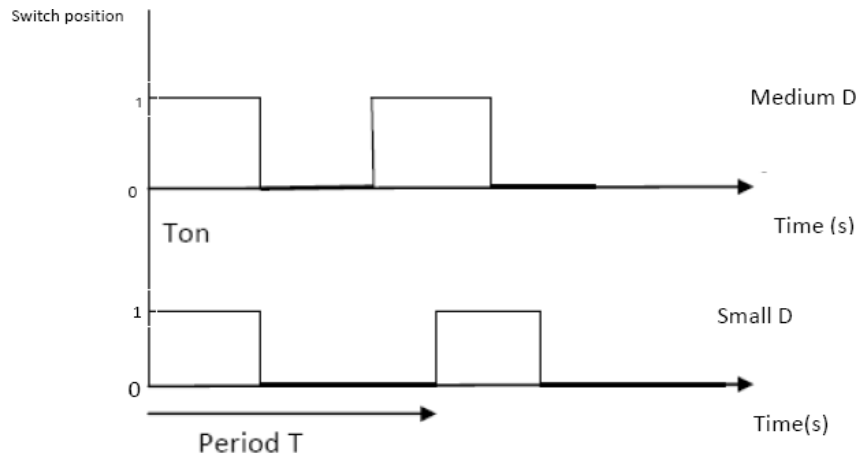 Switch position
1
Medium D
0
Ton
Time (s)
1
Small D
0
Time(s)
Period T